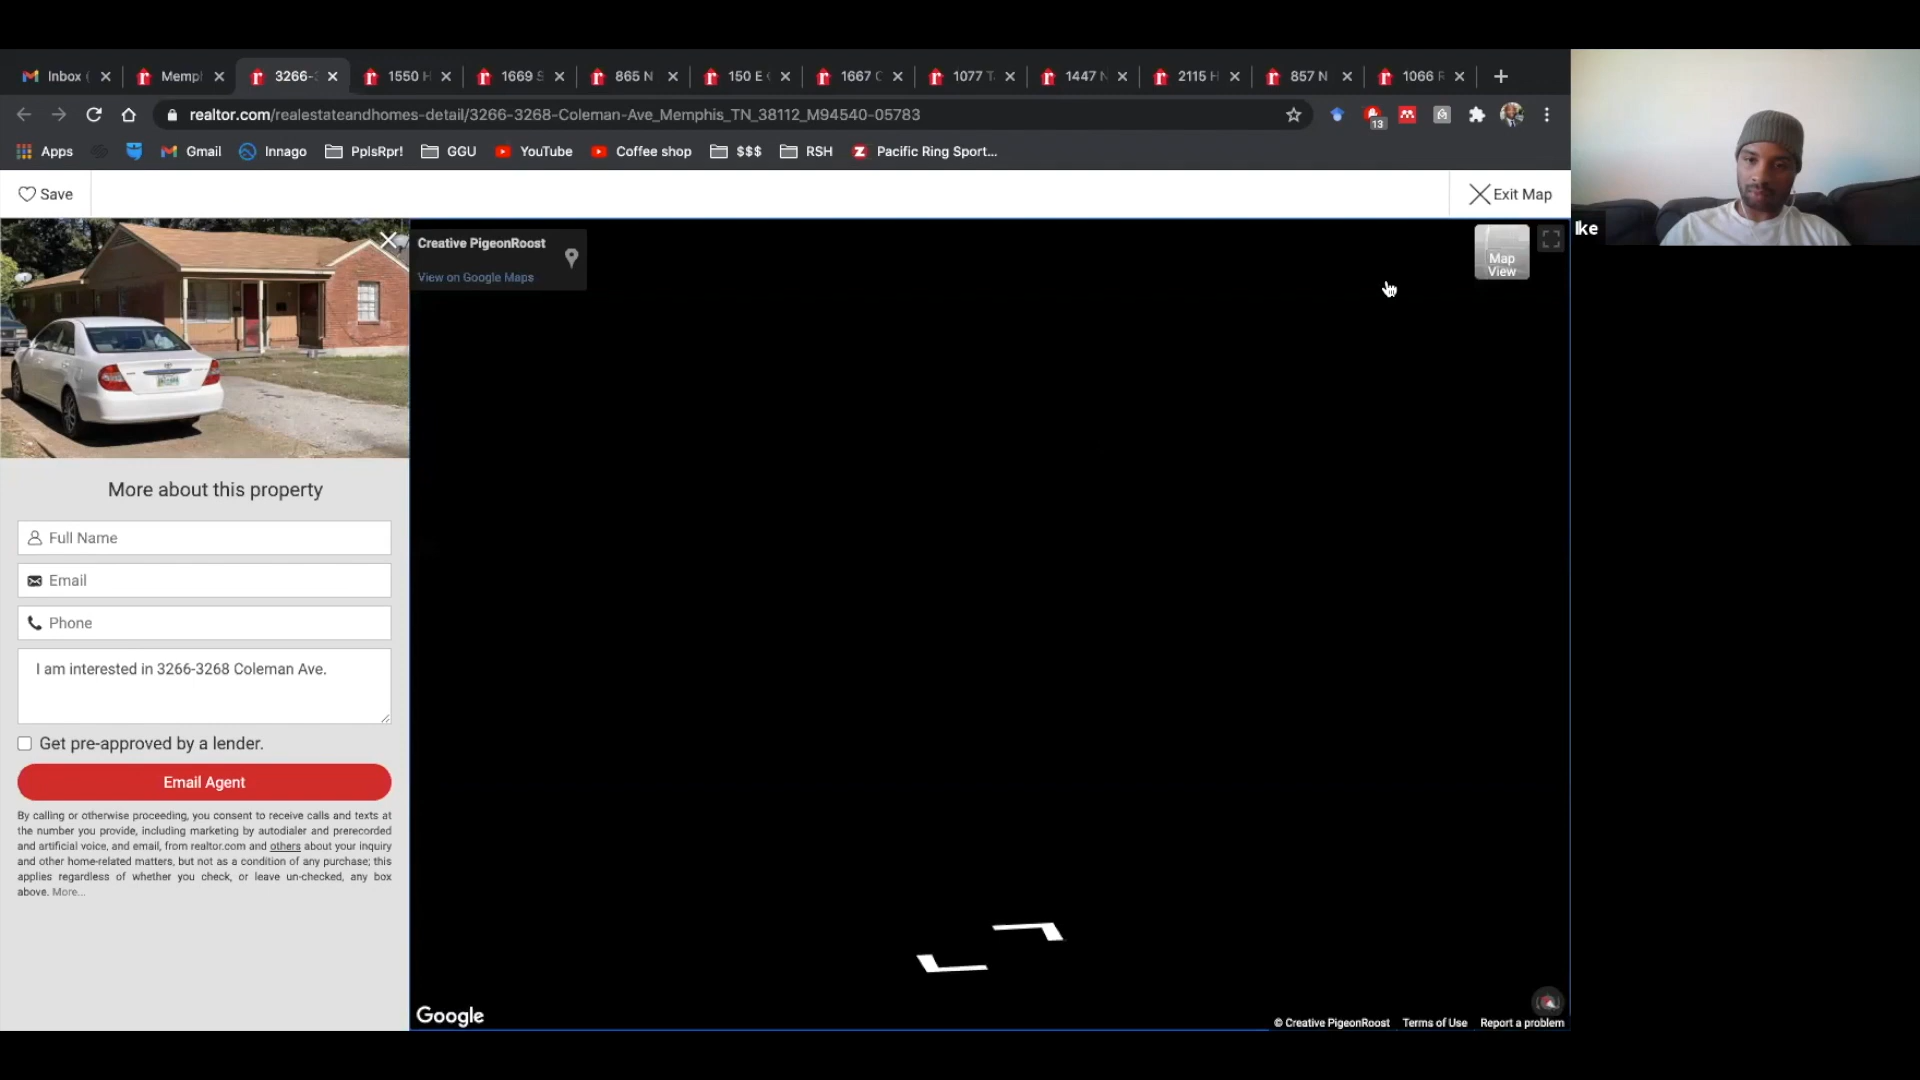 Inbox (
Memp
3266-
1550 H
1669 S
865 N
150 E
1667 C
1077 T
1447 N
2115 H
857 N
1066 R
realtor.com/realestateandhomes-detail/3266-3268-Coleman-Ave_Memphis_TN_38112_M94540-05783
13
Apps
Gmail
Innago
PplsRpr!
GGU
YouTube
Coffee shop
$$$
RSH
Pacific Ring Sport...
Save
Exit Map
Ike
Creative PigeonRoost
View on Google Maps
Map
View
More about this property
Full Name
Email
Phone
I am interested in 3266-3268 Coleman Ave.
Get pre-approved by a lender.
Email Agent
By calling or otherwise proceeding, you consent to receive calls and texts at
the number you provide, including marketing by autodialer and prerecorded
and artificial voice, and email, from realtor.com and others about your inquiry
and other home-related matters, but not as a condition of any purchase; this
applies regardless of whether you check, or leave un-checked, any box
above. More...
Google
© Creative PigeonRoost
Terms of Use
Report a problem